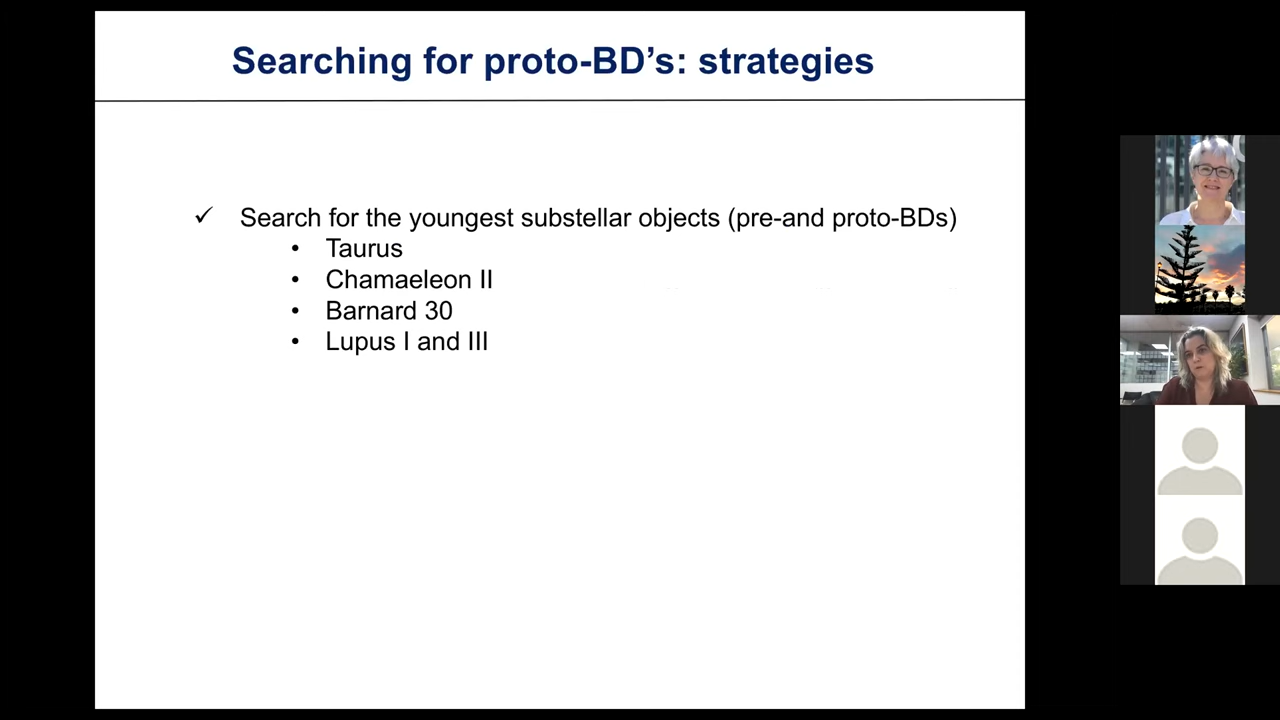 Searching for proto-BD’s: strategies
✓ Search for the youngest substellar objects (pre-and proto-BDs)
• Taurus
• Chamaeleon II
• Barnard 30
• Lupus I and III